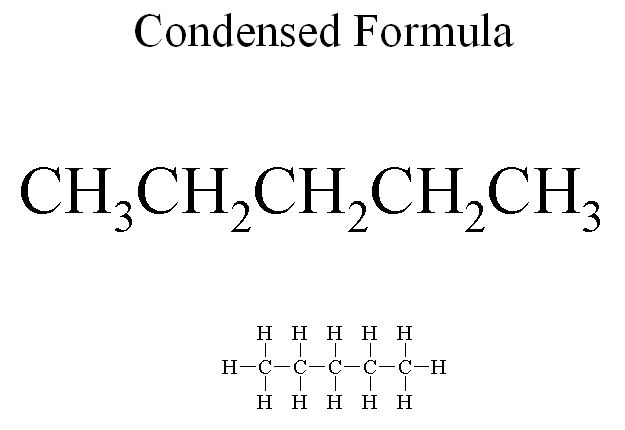 Condensed Formula
CH₃CH₂CH₂CH₂CH₃
H H H H H
H-C-C-C-C-C-H
H H H H H